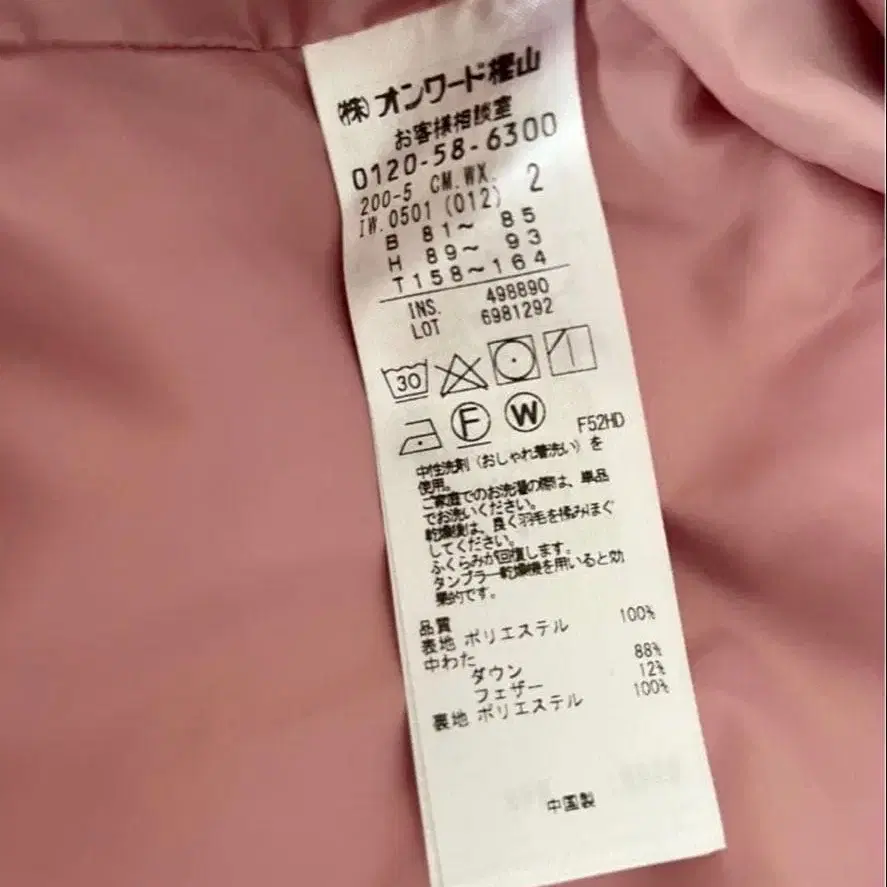 ㈱オンワード樫山
お客様相談室
0120-58-6300
200-5 CM.WX. 2
IW.0501 (012)
B 81～ 85
H 89～ 93
T158～164
INS. 498890
LOT 6981292
30
F W F52HD
中性洗剤（おしゃれ着洗い）を
使用。
ご家庭でのお洗濯の際は、単品
でお洗いください。
乾燥後は、良く羽毛を揉みほぐ
してください。
ふくらみが回復します。
タンブラー乾燥機を用いると効
果的です。
品質
表地 ポリエステル 100%
中わた
ダウン 88%
フェザー 12%
裏地 ポリエステル 100%
中国製